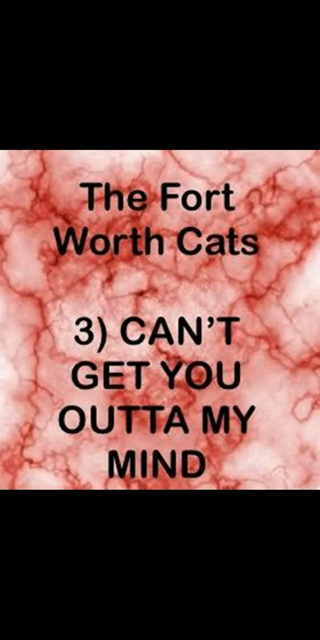 The Fort
Worth Cats
3) CAN'T
GET YOU
OUTTA MY
MIND